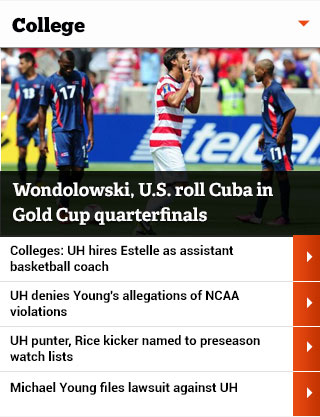 College
17
11
telcel
Wondolowski, U.S. roll Cuba in
Gold Cup quarterfinals
Colleges: UH hires Estelle as assistant
basketball coach
UH denies Young's allegations of NCAA
violations
UH punter, Rice kicker named to preseason
watch lists
Michael Young files lawsuit against UH